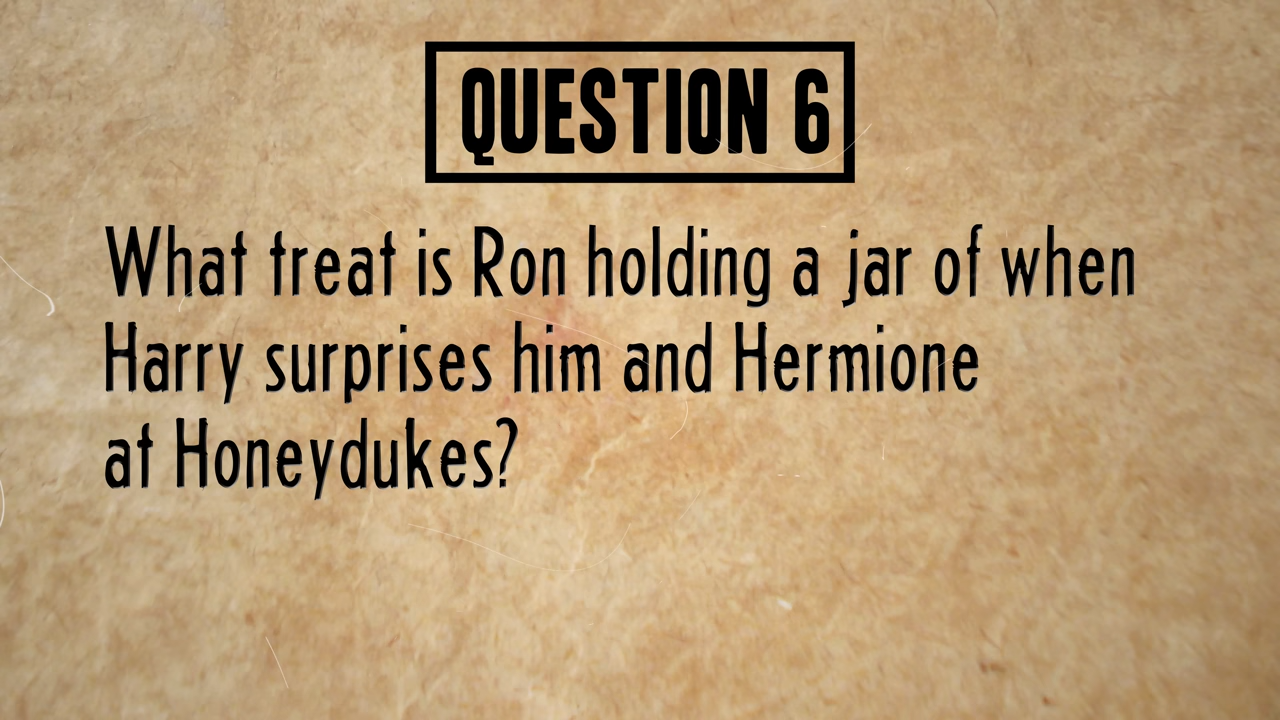 QUESTION 6
What treat is Ron holding a jar of when
Harry surprises him and Hermione
at Honeydukes?